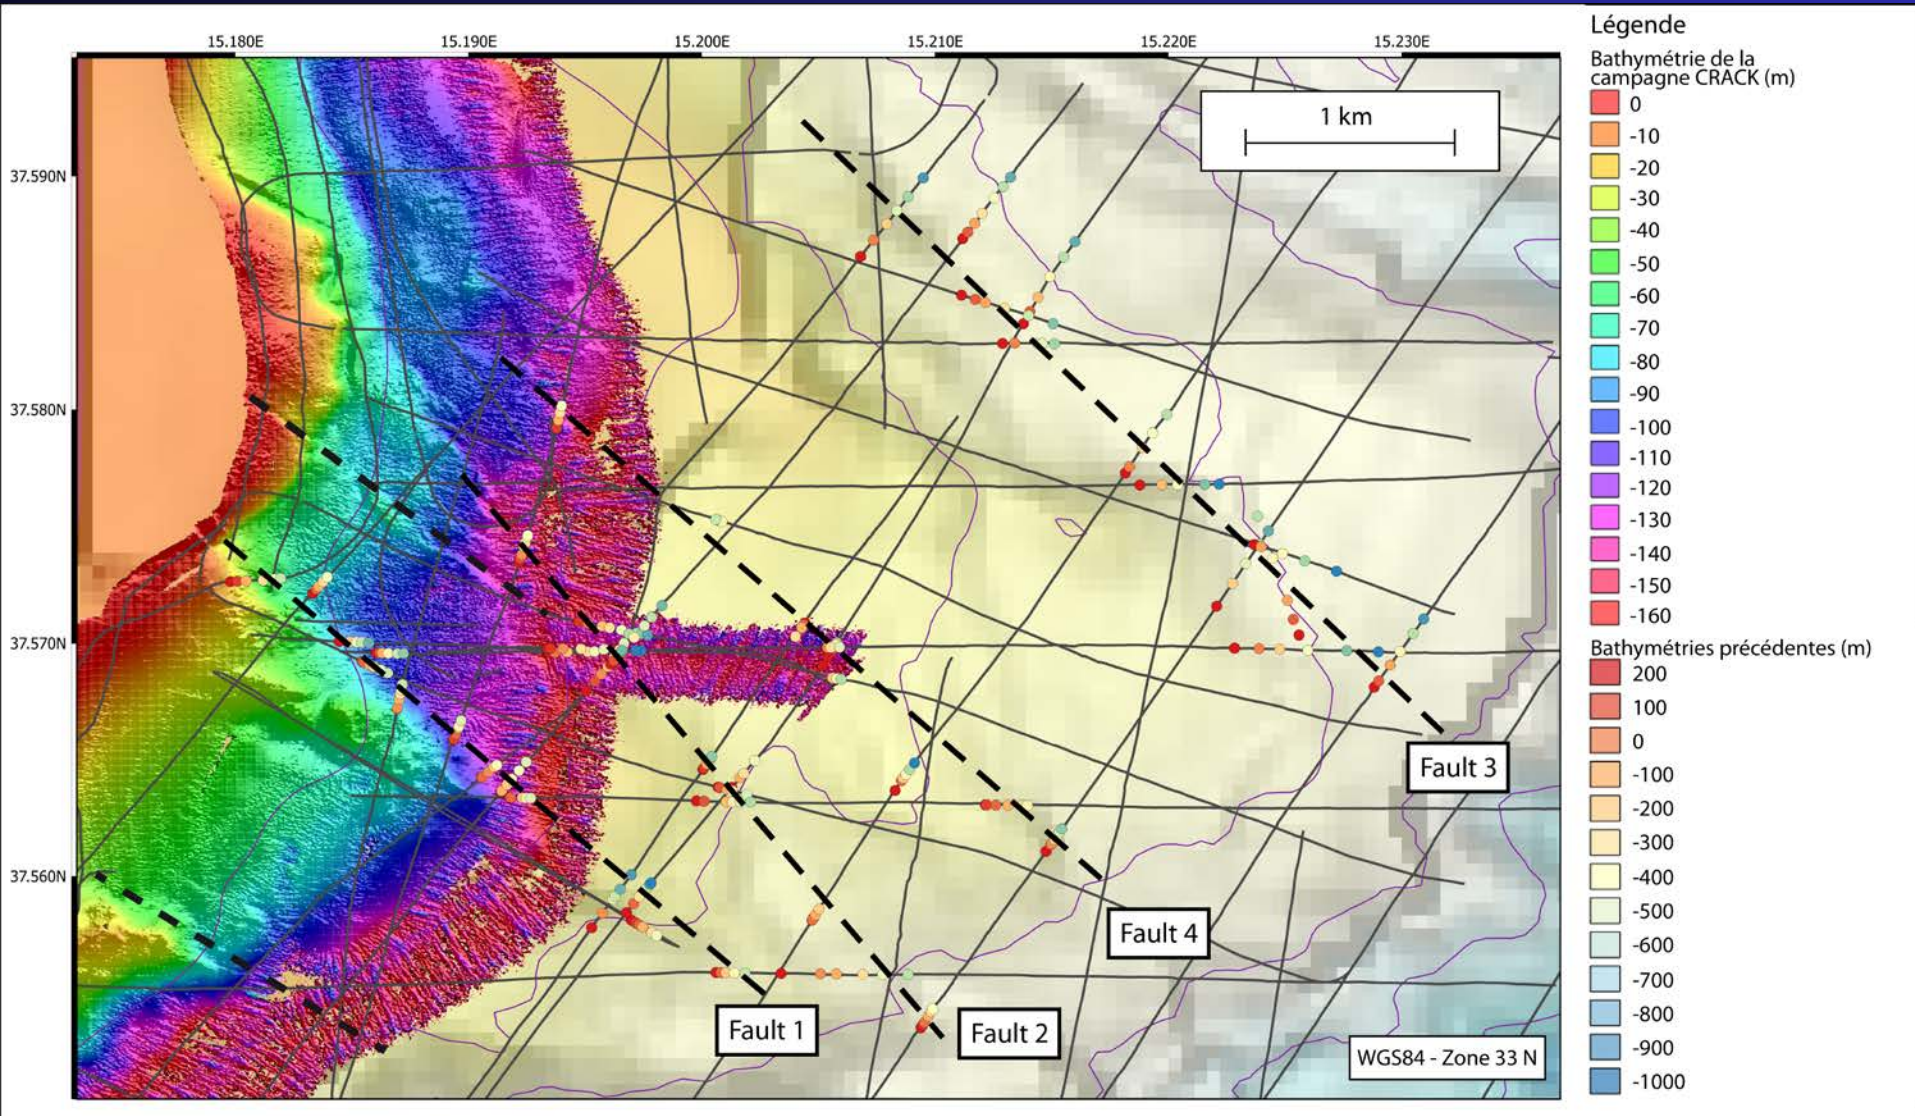 15.180E 15.190E 15.200E 15.210E 15.220E 15.230E
37.590N
37.580N
37.570N
37.560N
1 km
Fault 3
Fault 4
Fault 1
Fault 2
WGS84 - Zone 33 N
Légende
Bathymétrie de la
campagne CRACK (m)
0
-10
-20
-30
-40
-50
-60
-70
-80
-90
-100
-110
-120
-130
-140
-150
-160
Bathymétries précédentes (m)
200
100
0
-100
-200
-300
-400
-500
-600
-700
-800
-900
-1000